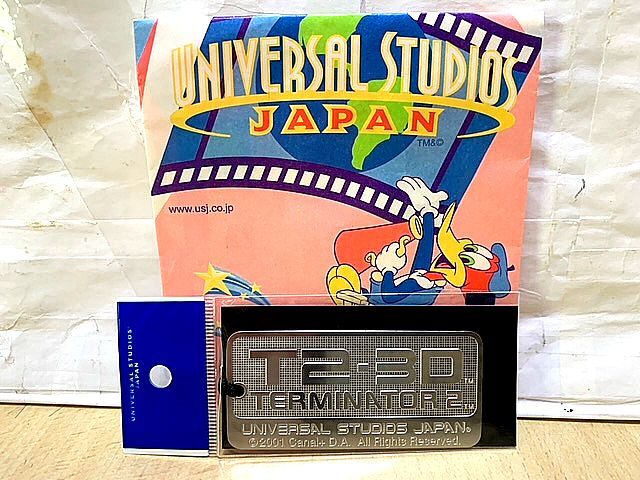 UNIVERSAL STUDIOS
JAPAN
TM&©
www.usj.co.jp
UNIVERSAL STUDIOS
JAPAN
T2-3D TM
TERMINATOR 2 TM
UNIVERSAL STUDIOS JAPAN®
© 2001 Canal+ D.A. All Rights Reserved.